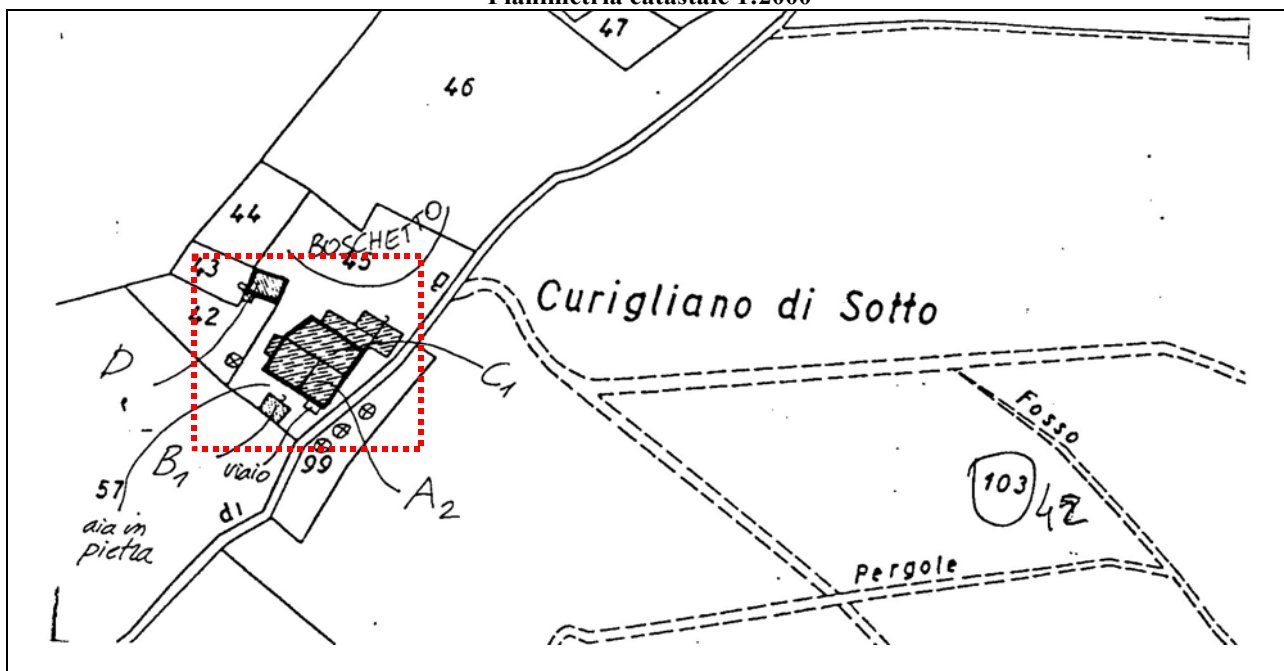 Planimetria catastale 1:2000
47
46
44
BOSCHETTO
45
43
42
Curigliano di Sotto
D
C1
Fosso
103
42
B1
viaio
99
A2
57
di
aia in
pietra
Pergole